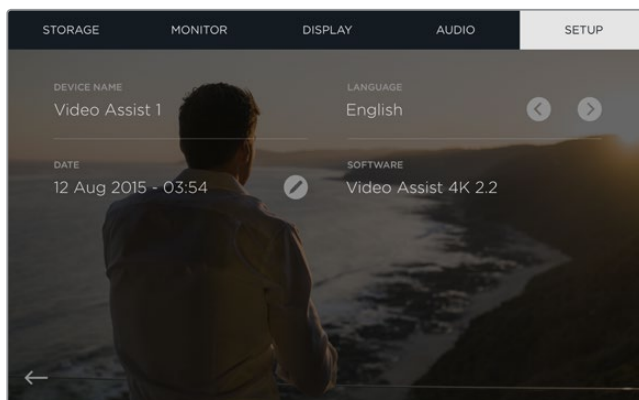 STORAGE MONITOR DISPLAY AUDIO SETUP
DEVICE NAME
Video Assist 1
LANGUAGE
English
DATE
12 Aug 2015 - 03:54
SOFTWARE
Video Assist 4K 2.2